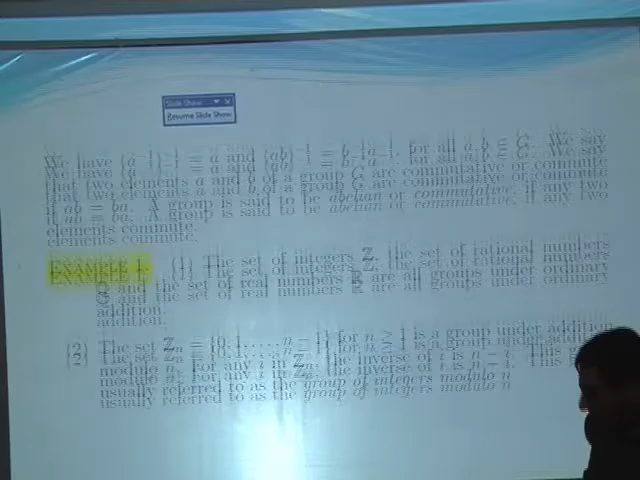 Slide Show
Resume Slide Show
We have (a⁻¹)⁻¹ = a and (ab)⁻¹ = b⁻¹a⁻¹, for all a, b ∈ G. We say
that two elements a and b of a group G are commutative or commute
if ab = ba. A group is said to be abelian or commutative, if any two
elements commute.
Example 1. (1) The set of integers ℤ, the set of rational numbers
ℚ and the set of real numbers ℝ are all groups under ordinary
addition.
(2) The set ℤₙ = {0, 1, ..., n − 1} for n ≥ 1 is a group under addition
modulo n. For any i in ℤₙ, the inverse of i is n − i. This
usually referred to as the group of integers modulo n